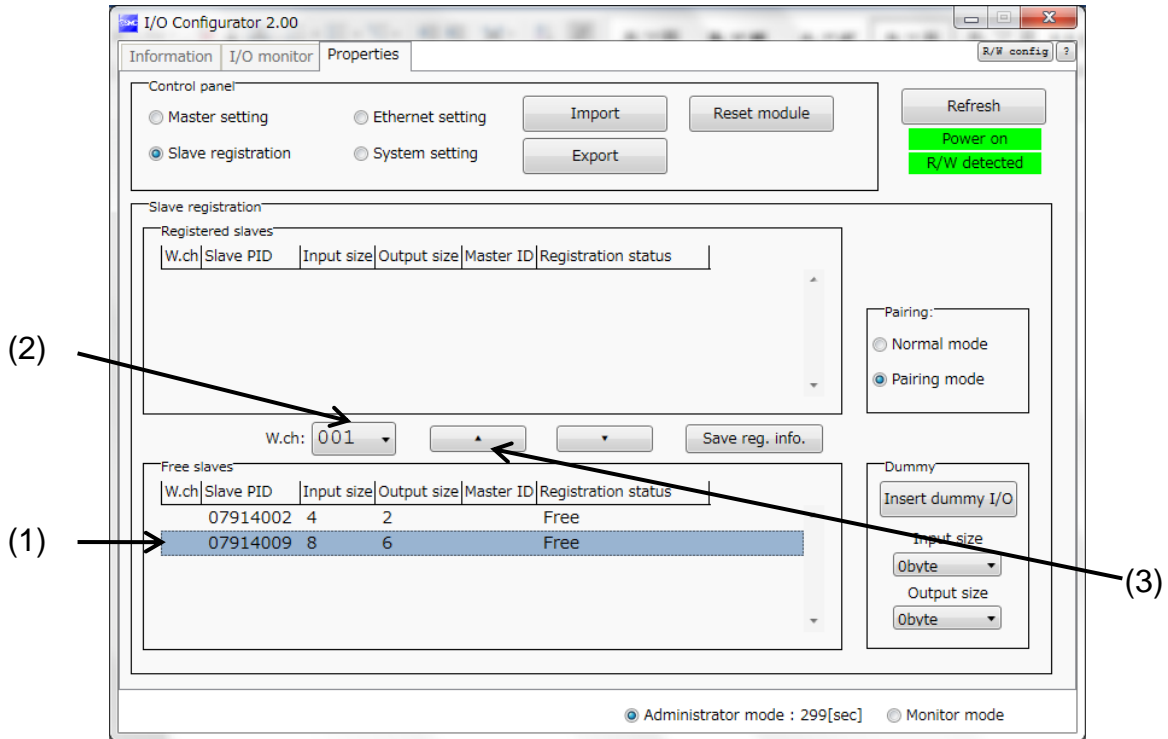 I/O Configurator 2.00
Information I/O monitor Properties R/W config ?
Control panel
Master setting Ethernet setting Import Reset module Refresh
Power on
Slave registration System setting Export R/W detected
Slave registration
Registered slaves
W.ch Slave PID Input size Output size Master ID Registration status
Pairing:
(2) Normal mode
Pairing mode
W.ch: 001 Save reg. info.
Free slaves Dummy
W.ch Slave PID Input size Output size Master ID Registration status Insert dummy I/O
07914002 4 2 Free
(1) 07914009 8 6 Free Input size
0byte
(3)
Output size
0byte
Administrator mode : 299[sec] Monitor mode